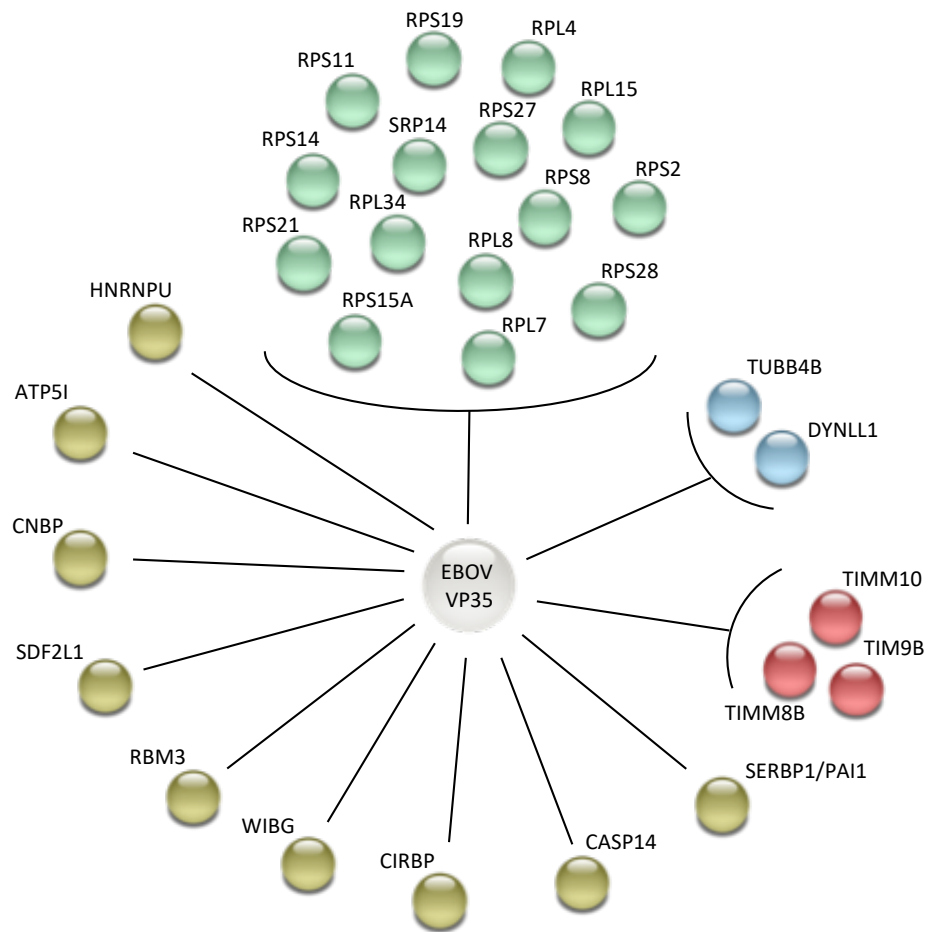 RPS19
RPL4
RPS11
RPL15
RPS27
SRP14
RPS14
RPS8
RPS2
RPL34
RPS21
RPL8
RPS28
HNRNPU
RPS15A
RPL7
TUBB4B
ATP5I
DYNLL1
CNBP
EBOV
VP35
TIMM10
SDF2L1
TIM9B
TIMM8B
RBM3
SERBP1/PAI1
WIBG
CIRBP
CASP14